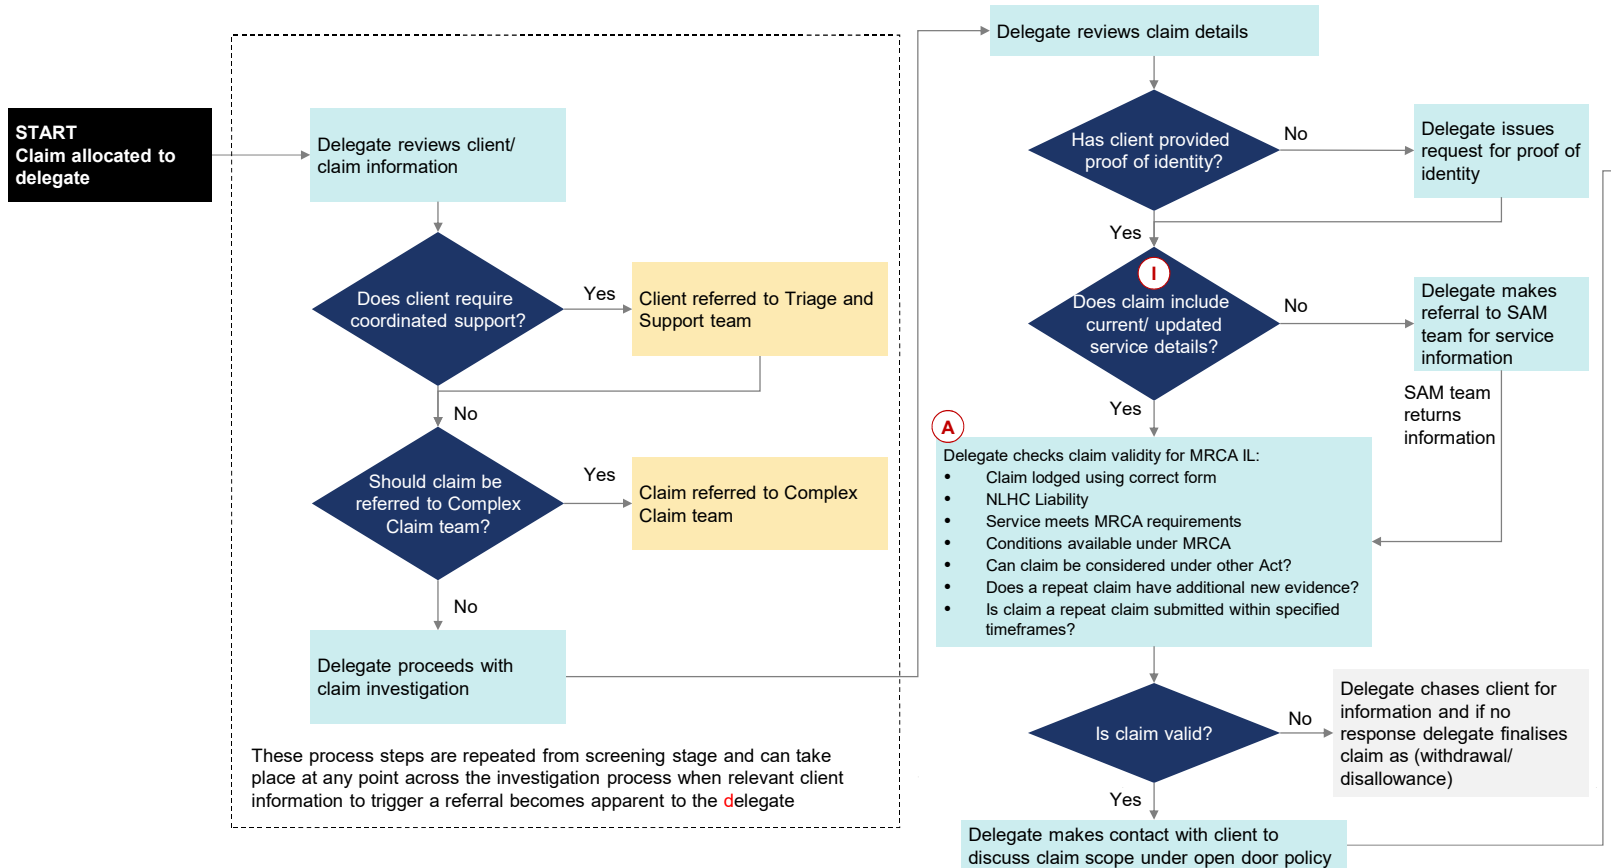 START
Claim allocated to
delegate
Delegate reviews client/
claim information
Does client require
coordinated support?
Yes
Client referred to Triage and
Support team
No
Should claim be
referred to Complex
Claim team?
Yes
Claim referred to Complex
Claim team
No
Delegate proceeds with
claim investigation
These process steps are repeated from screening stage and can take
place at any point across the investigation process when relevant client
information to trigger a referral becomes apparent to the delegate
Delegate reviews claim details
Has client provided
proof of identity?
No
Delegate issues
request for proof of
identity
Yes
I
Does claim include
current/ updated
service details?
No
Delegate makes
referral to SAM
team for service
information
SAM team
returns
information
Yes
A
Delegate checks claim validity for MRCA IL:
• Claim lodged using correct form
• NLHC Liability
• Service meets MRCA requirements
• Conditions available under MRCA
• Can claim be considered under other Act?
• Does a repeat claim have additional new evidence?
• Is claim a repeat claim submitted within specified
timeframes?
Is claim valid?
No
Delegate chases client for
information and if no
response delegate finalises
claim as (withdrawal/
disallowance)
Yes
Delegate makes contact with client to
discuss claim scope under open door policy